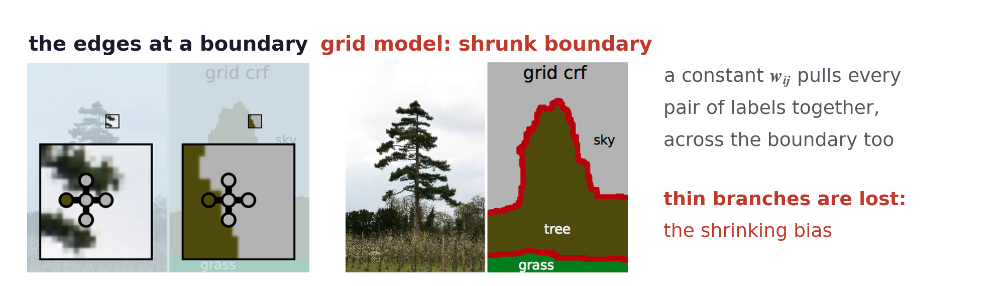 the edges at a boundary
grid model: shrunk boundary
grid crf
sky
grass
grid crf
sky
tree
grass
a constant w_ij pulls every
pair of labels together,
across the boundary too
thin branches are lost:
the shrinking bias